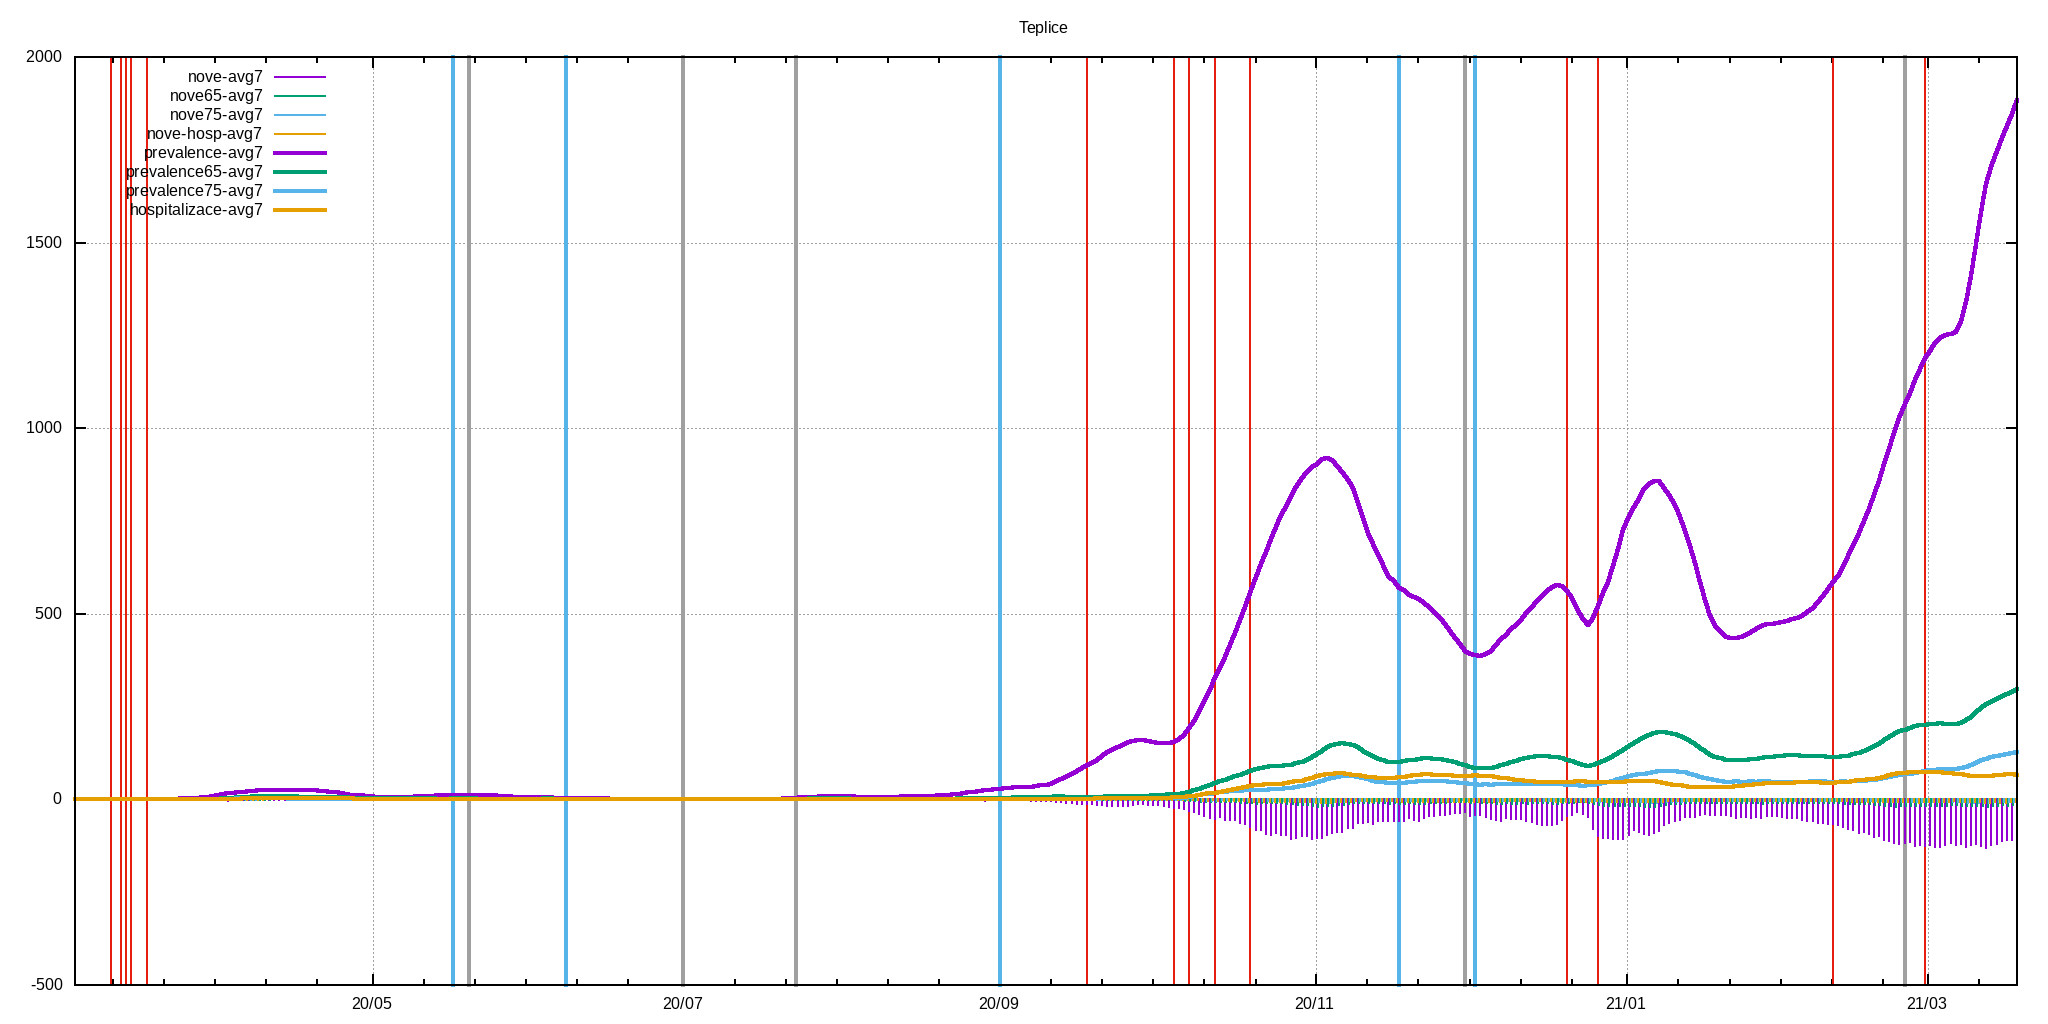 Teplice
2000
1500
1000
500
0
-500
nove-avg7
nove65-avg7
nove75-avg7
nove-hosp-avg7
prevalence-avg7
prevalence65-avg7
prevalence75-avg7
hospitalizace-avg7
20/05
20/07
20/09
20/11
21/01
21/03